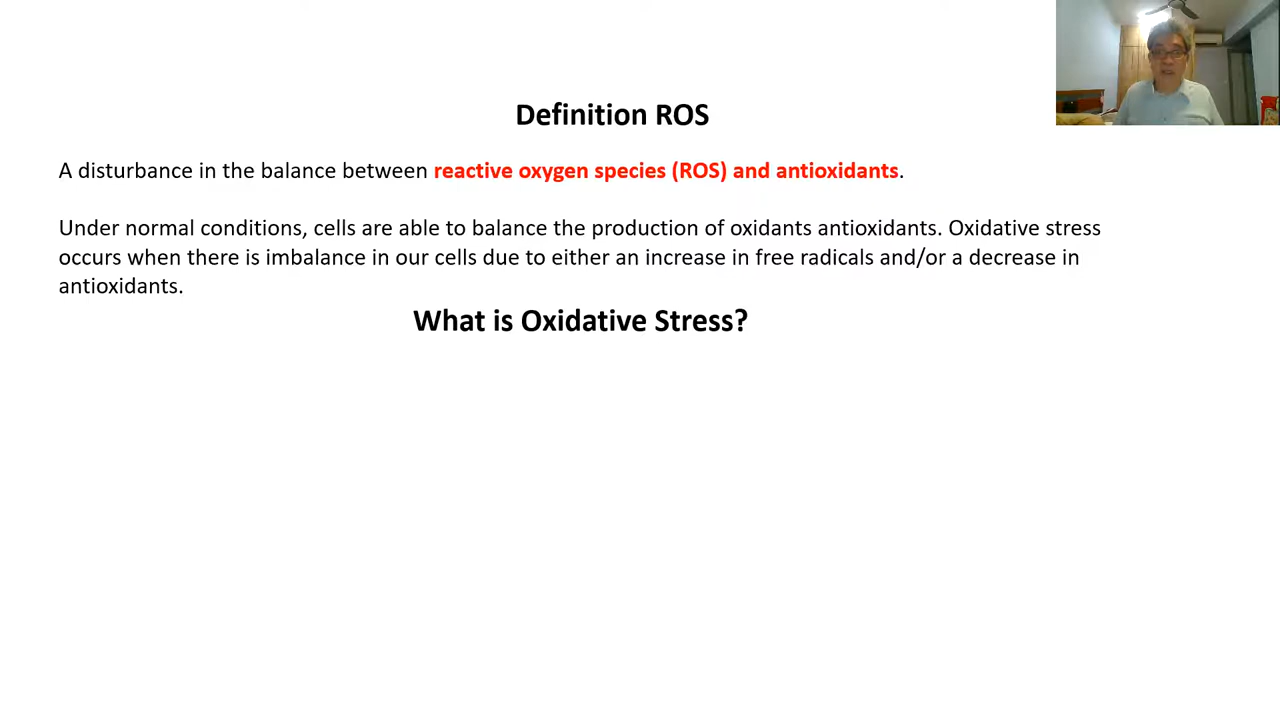 Definition ROS
A disturbance in the balance between reactive oxygen species (ROS) and antioxidants.
Under normal conditions, cells are able to balance the production of oxidants antioxidants. Oxidative stress
occurs when there is imbalance in our cells due to either an increase in free radicals and/or a decrease in
antioxidants.
What is Oxidative Stress?